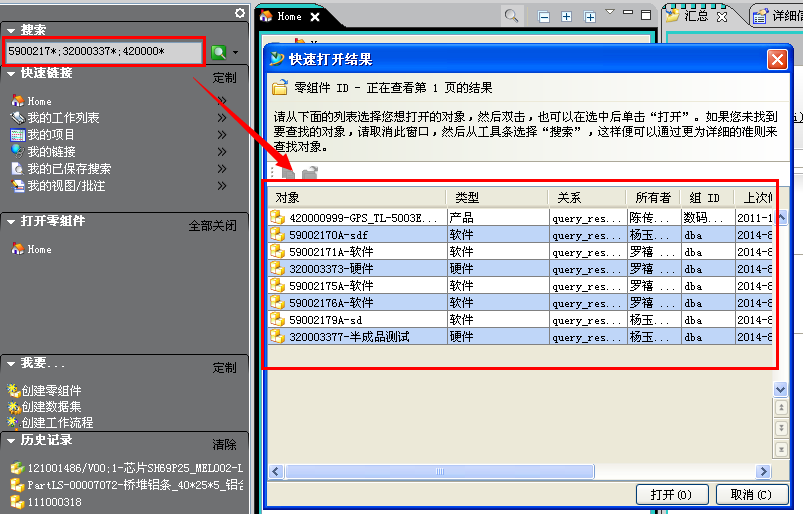 搜索
5900217*;32000337*;420000*
快速链接 定制
Home
我的工作列表
我的项目
我的链接
我的已保存搜索
我的视图/批注
打开零组件 全部关闭
Home
我要... 定制
创建零组件
创建数据集
创建工作流程
历史记录 清除
121001486/V00;1-芯片SH69P25_MEL002-L
PartLS-00007072-桥堆铝条_40*25*5_铝合
111000318
Home
汇总
详细信息
快速打开结果
零组件 ID - 正在查看第 1 页的结果
请从下面的列表选择您想打开的对象，然后双击，也可以在选中后单击“打开”。如果您未找到
要查找的对象，请取消此窗口，然后从工具条选择“搜索”，这样便可以通过更为详细的准则来
查找对象。
对象 类型 关系 所有者 组 ID 上次修
420000999-GPS_TL-5003E... 产品 query_res... 陈传... 数码... 2011-1
59002170A-sdf 软件 query_res... 杨玉... dba 2014-8
59002171A-软件 软件 query_res... 罗禧 ... dba 2014-8
320003373-硬件 硬件 query_res... 罗禧 ... dba 2014-8
59002175A-软件 软件 query_res... 罗禧 ... dba 2014-8
59002176A-软件 软件 query_res... 罗禧 ... dba 2014-8
59002179A-sd 软件 query_res... 杨玉... dba 2014-8
320003377-半成品测试 硬件 query_res... 杨玉... dba 2014-8
打开(O) 取消(C)